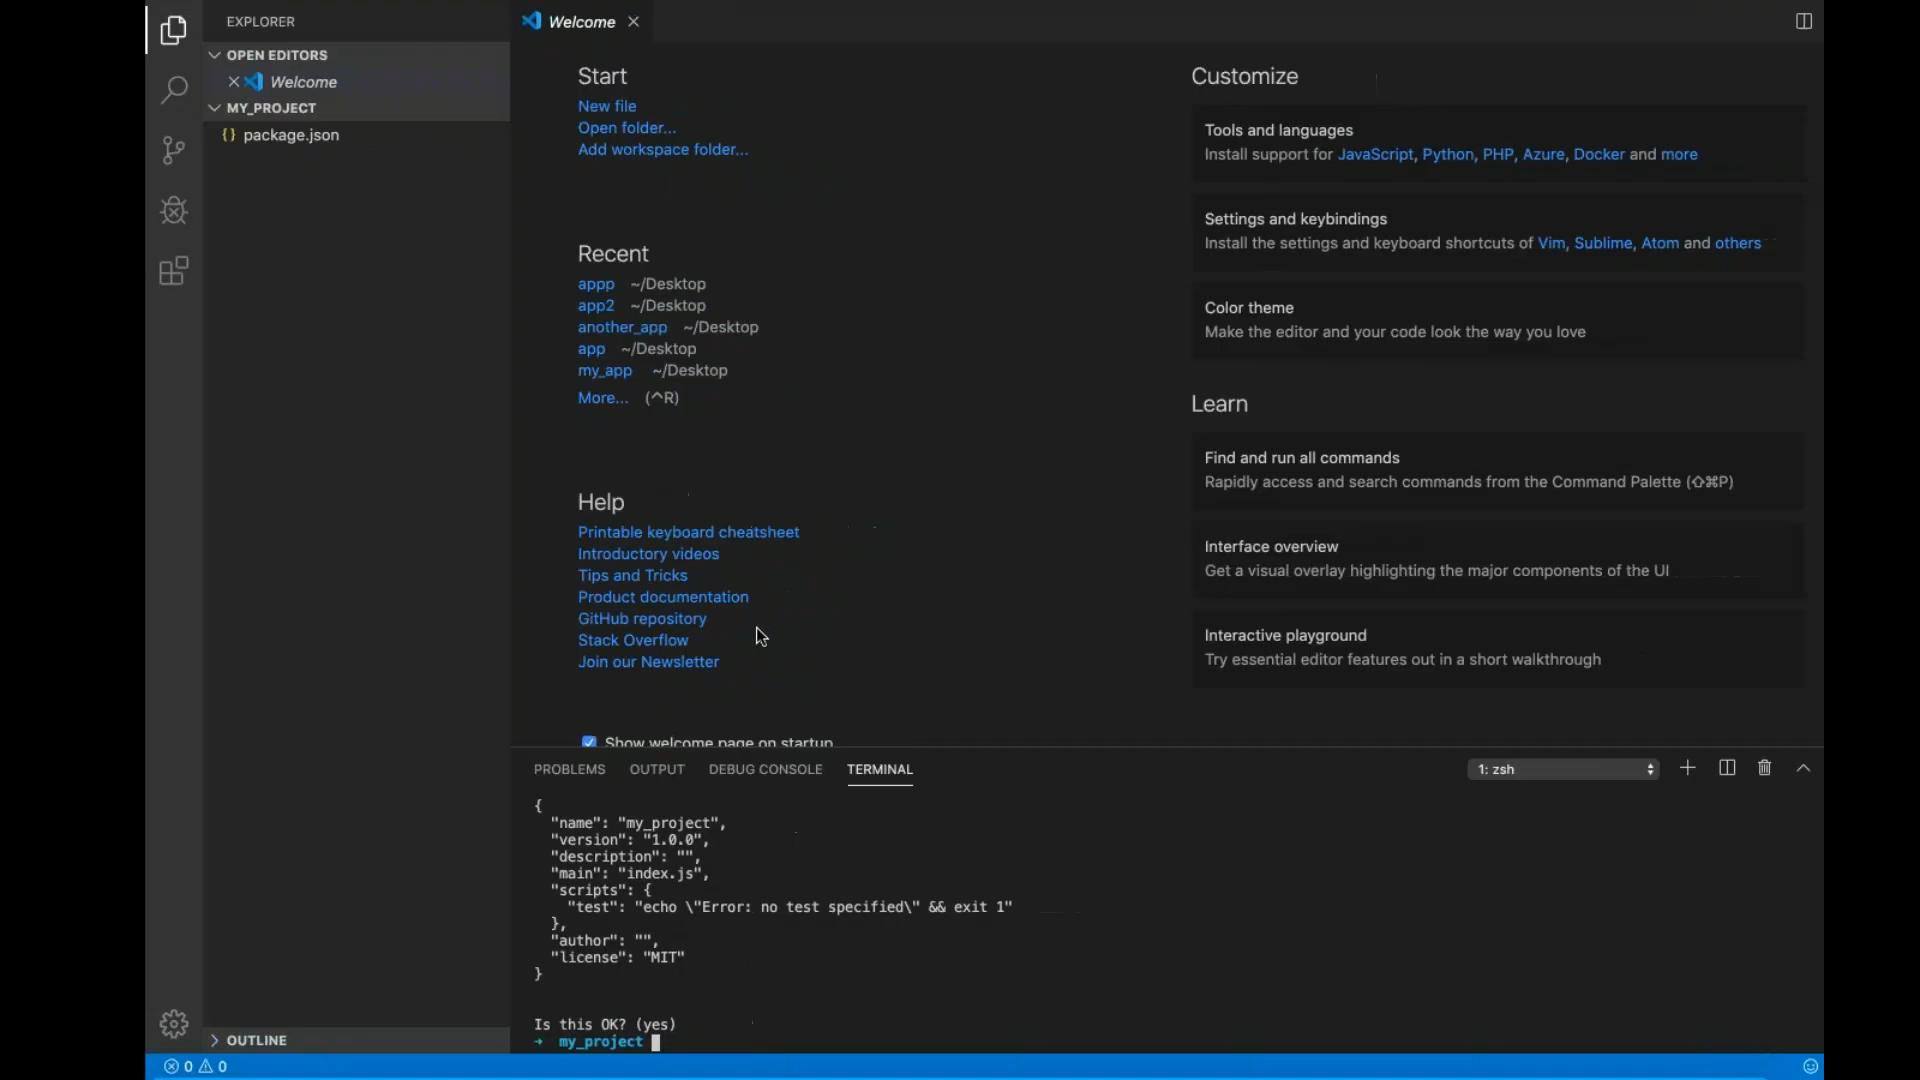 EXPLORER
OPEN EDITORS
Welcome
MY_PROJECT
{} package.json
OUTLINE
Welcome
Start
New file
Open folder...
Add workspace folder...
Recent
appp ~/Desktop
app2 ~/Desktop
another_app ~/Desktop
app ~/Desktop
my_app ~/Desktop
More... (^R)
Help
Printable keyboard cheatsheet
Introductory videos
Tips and Tricks
Product documentation
GitHub repository
Stack Overflow
Join our Newsletter
Show welcome page on startup
Customize
Tools and languages
Install support for JavaScript, Python, PHP, Azure, Docker and more
Settings and keybindings
Install the settings and keyboard shortcuts of Vim, Sublime, Atom and others
Color theme
Make the editor and your code look the way you love
Learn
Find and run all commands
Rapidly access and search commands from the Command Palette (⇧⌘P)
Interface overview
Get a visual overlay highlighting the major components of the UI
Interactive playground
Try essential editor features out in a short walkthrough
PROBLEMS OUTPUT DEBUG CONSOLE TERMINAL
1: zsh
{
"name": "my_project",
"version": "1.0.0",
"description": "",
"main": "index.js",
"scripts": {
"test": "echo \"Error: no test specified\" && exit 1"
},
"author": "",
"license": "MIT"
}
Is this OK? (yes)
→ my_project
0 0